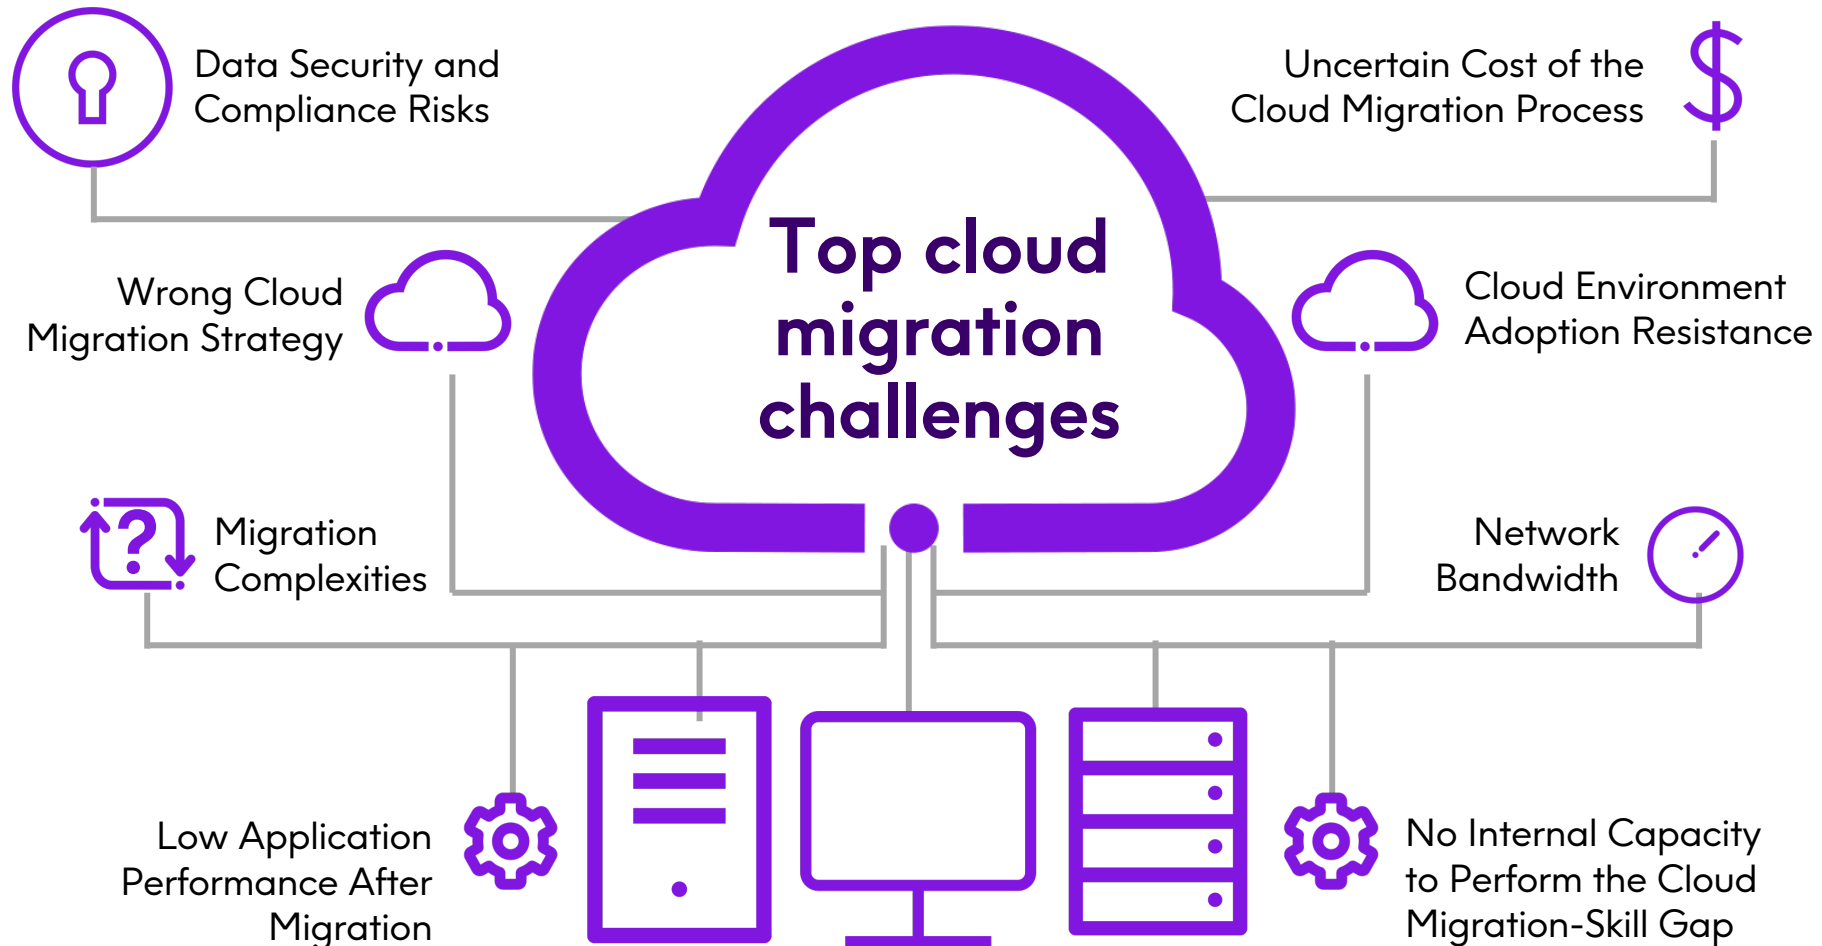 Data Security and
Compliance Risks
Uncertain Cost of the
Cloud Migration Process
Top cloud
migration
challenges
Wrong Cloud
Migration Strategy
Cloud Environment
Adoption Resistance
?
Migration
Complexities
Network
Bandwidth
Low Application
Performance After
Migration
No Internal Capacity
to Perform the Cloud
Migration-Skill Gap